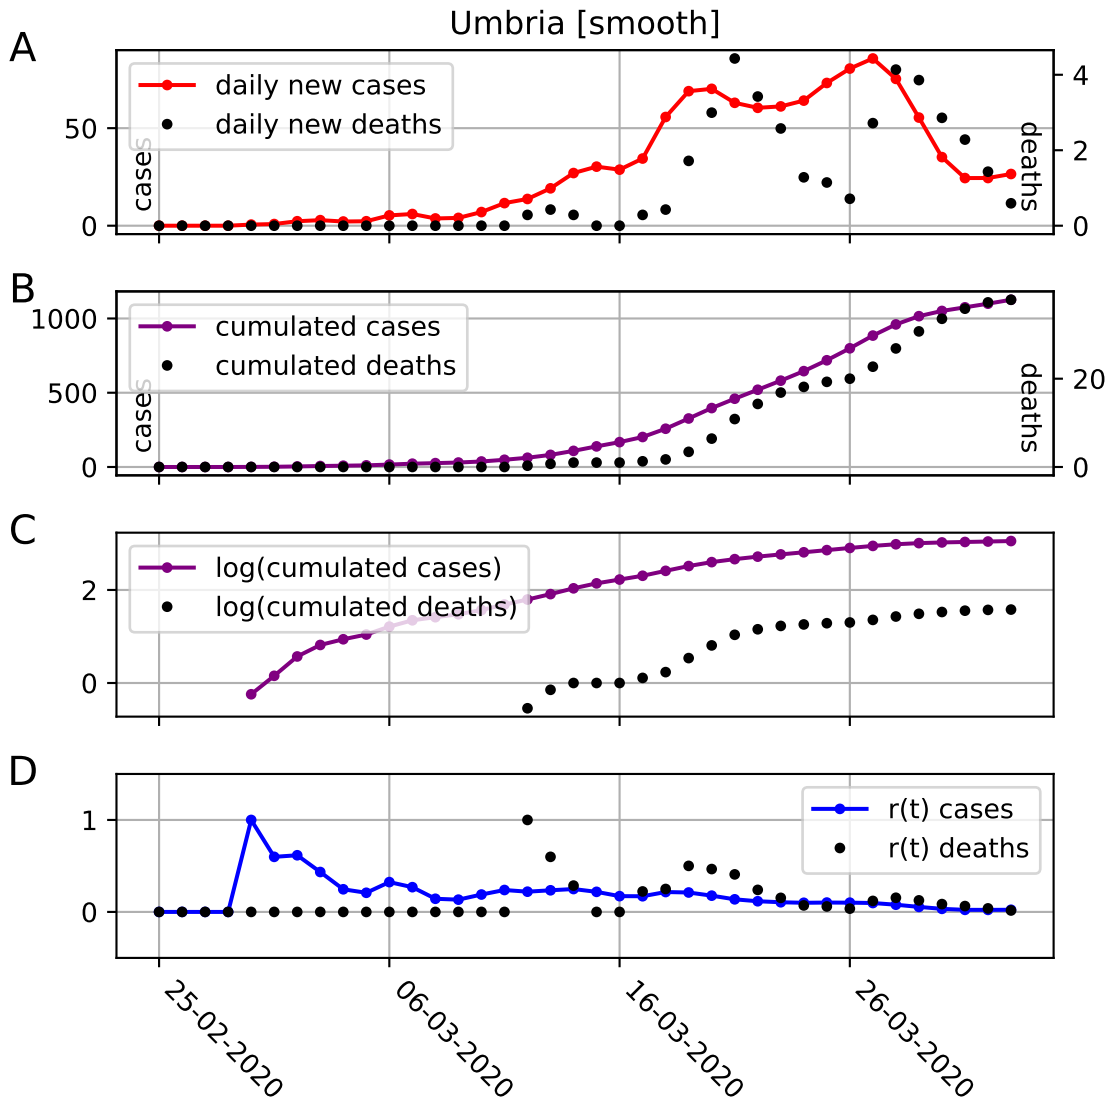 Umbria [smooth]
A
daily new cases
daily new deaths
50
0
cases
4
2
0
deaths
B
cumulated cases
cumulated deaths
1000
500
0
cases
20
0
deaths
C
log(cumulated cases)
log(cumulated deaths)
2
0
D
r(t) cases
r(t) deaths
1
0
25-02-2020
06-03-2020
16-03-2020
26-03-2020